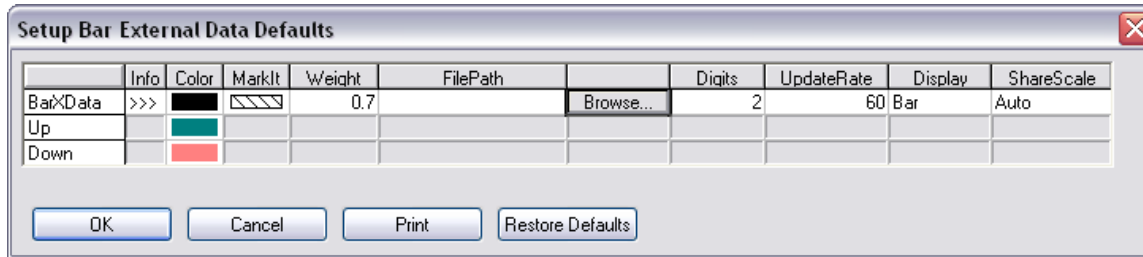 Setup Bar External Data Defaults
Info Color MarkIt Weight FilePath Digits UpdateRate Display ShareScale
BarXData >>> 0.7 Browse... 2 60 Bar Auto
Up
Down
OK Cancel Print Restore Defaults